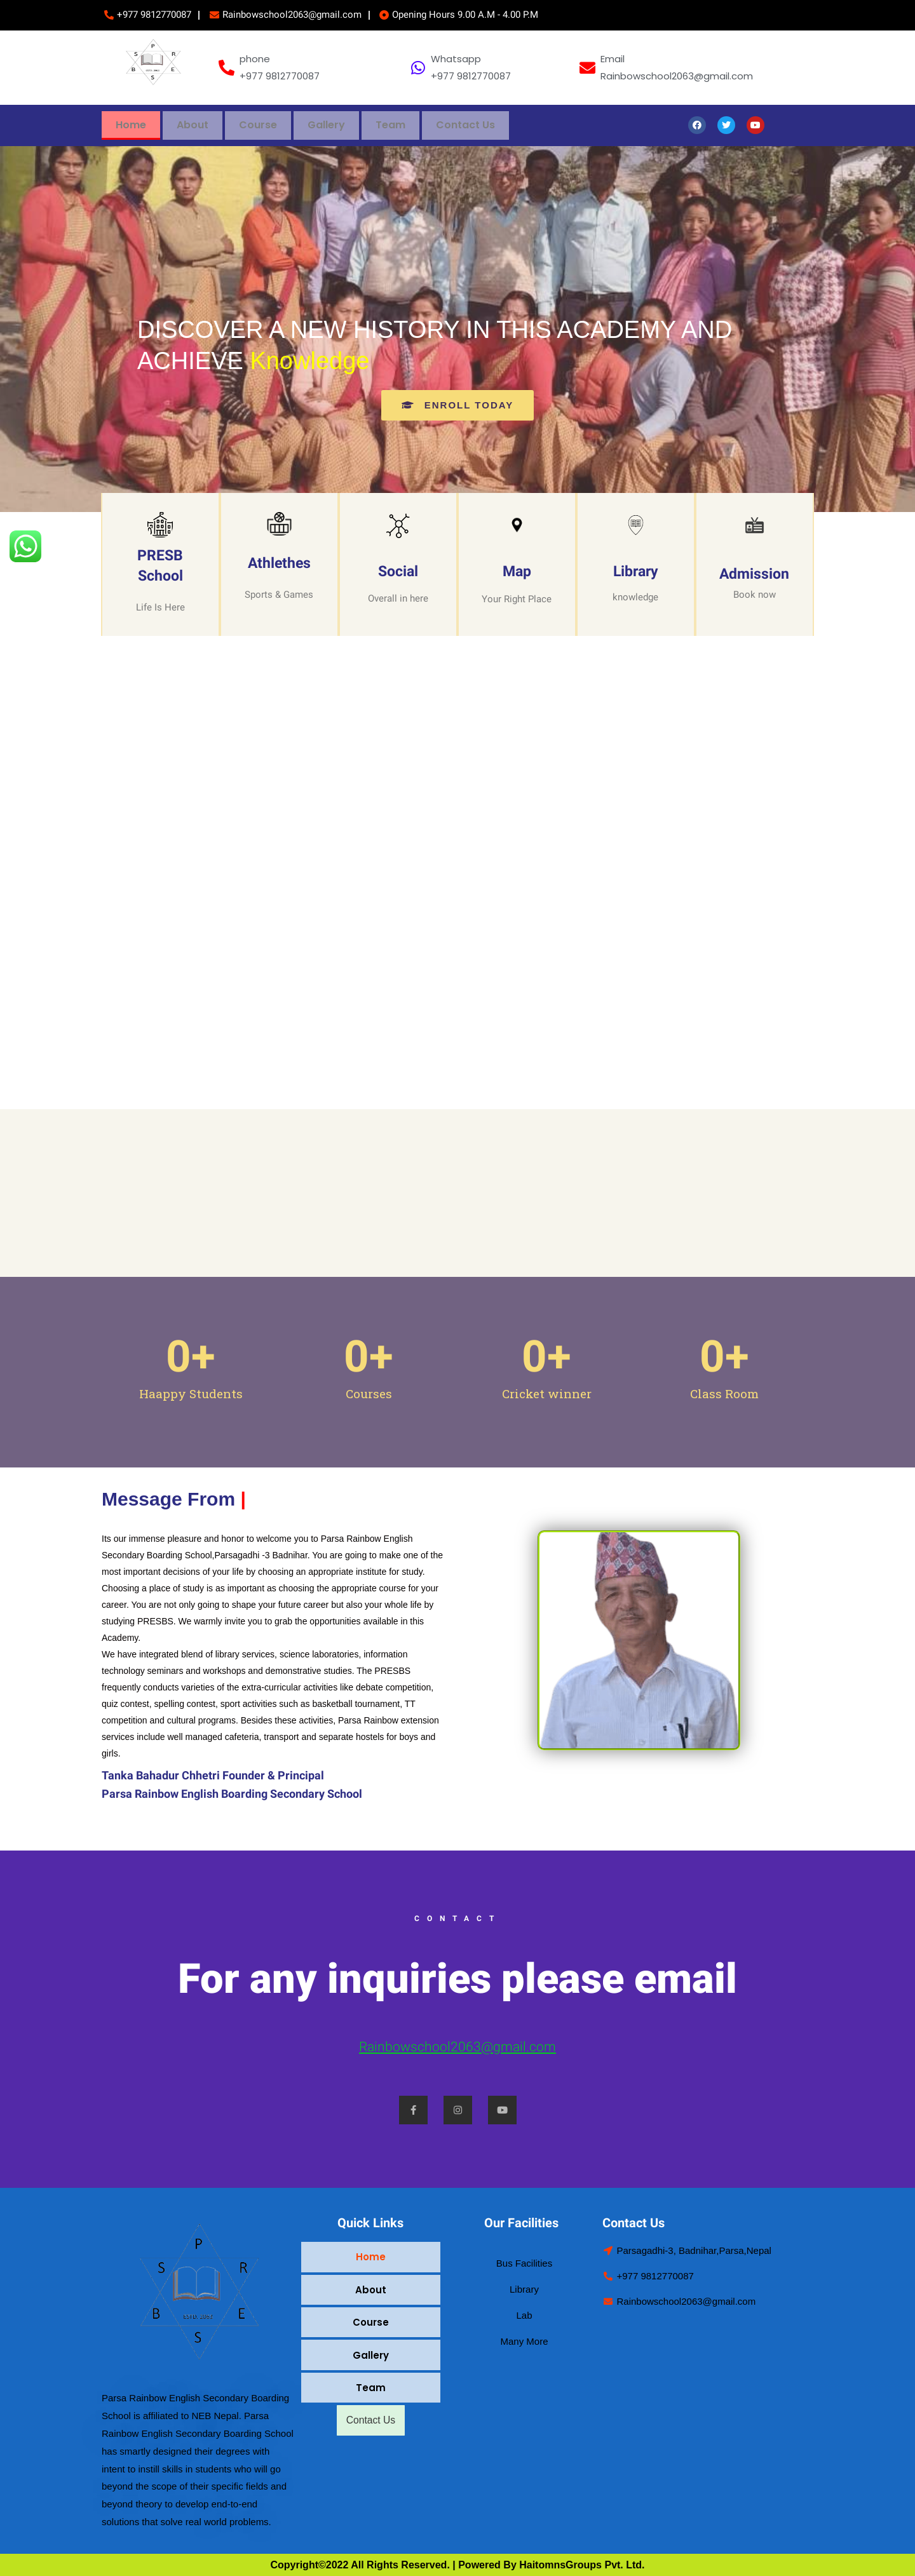 +977 9812770087 | Rainbowschool2063@gmail.com | Opening Hours 9.00 A.M - 4.00 P.M
P
S R
B E
S
phone
+977 9812770087
Whatsapp
+977 9812770087
Email
Rainbowschool2063@gmail.com
Home About Course Gallery Team Contact Us
DISCOVER A NEW HISTORY IN THIS ACADEMY AND
ACHIEVE Knowledge
ENROLL TODAY
PRESB
School
Life Is Here
Athlethes
Sports & Games
Social
Overall in here
Map
Your Right Place
Library
knowledge
Admission
Book now
0+
Haappy Students
0+
Courses
0+
Cricket winner
0+
Class Room
Message From |
Its our immense pleasure and honor to welcome you to Parsa Rainbow English
Secondary Boarding School,Parsagadhi -3 Badnihar. You are going to make one of the
most important decisions of your life by choosing an appropriate institute for study.
Choosing a place of study is as important as choosing the appropriate course for your
career. You are not only going to shape your future career but also your whole life by
studying PRESBS. We warmly invite you to grab the opportunities available in this
Academy.
We have integrated blend of library services, science laboratories, information
technology seminars and workshops and demonstrative studies. The PRESBS
frequently conducts varieties of the extra-curricular activities like debate competition,
quiz contest, spelling contest, sport activities such as basketball tournament, TT
competition and cultural programs. Besides these activities, Parsa Rainbow extension
services include well managed cafeteria, transport and separate hostels for boys and
girls.
Tanka Bahadur Chhetri Founder & Principal
Parsa Rainbow English Boarding Secondary School
CONTACT
For any inquiries please email
Rainbowschool2063@gmail.com
P
S R
B E
S
Parsa Rainbow English Secondary Boarding
School is affiliated to NEB Nepal. Parsa
Rainbow English Secondary Boarding School
has smartly designed their degrees with
intent to instill skills in students who will go
beyond the scope of their specific fields and
beyond theory to develop end-to-end
solutions that solve real world problems.
Quick Links
Home
About
Course
Gallery
Team
Contact Us
Our Facilities
Bus Facilities
Library
Lab
Many More
Contact Us
Parsagadhi-3, Badnihar,Parsa,Nepal
+977 9812770087
Rainbowschool2063@gmail.com
Copyright©2022 All Rights Reserved. | Powered By HaitomnsGroups Pvt. Ltd.